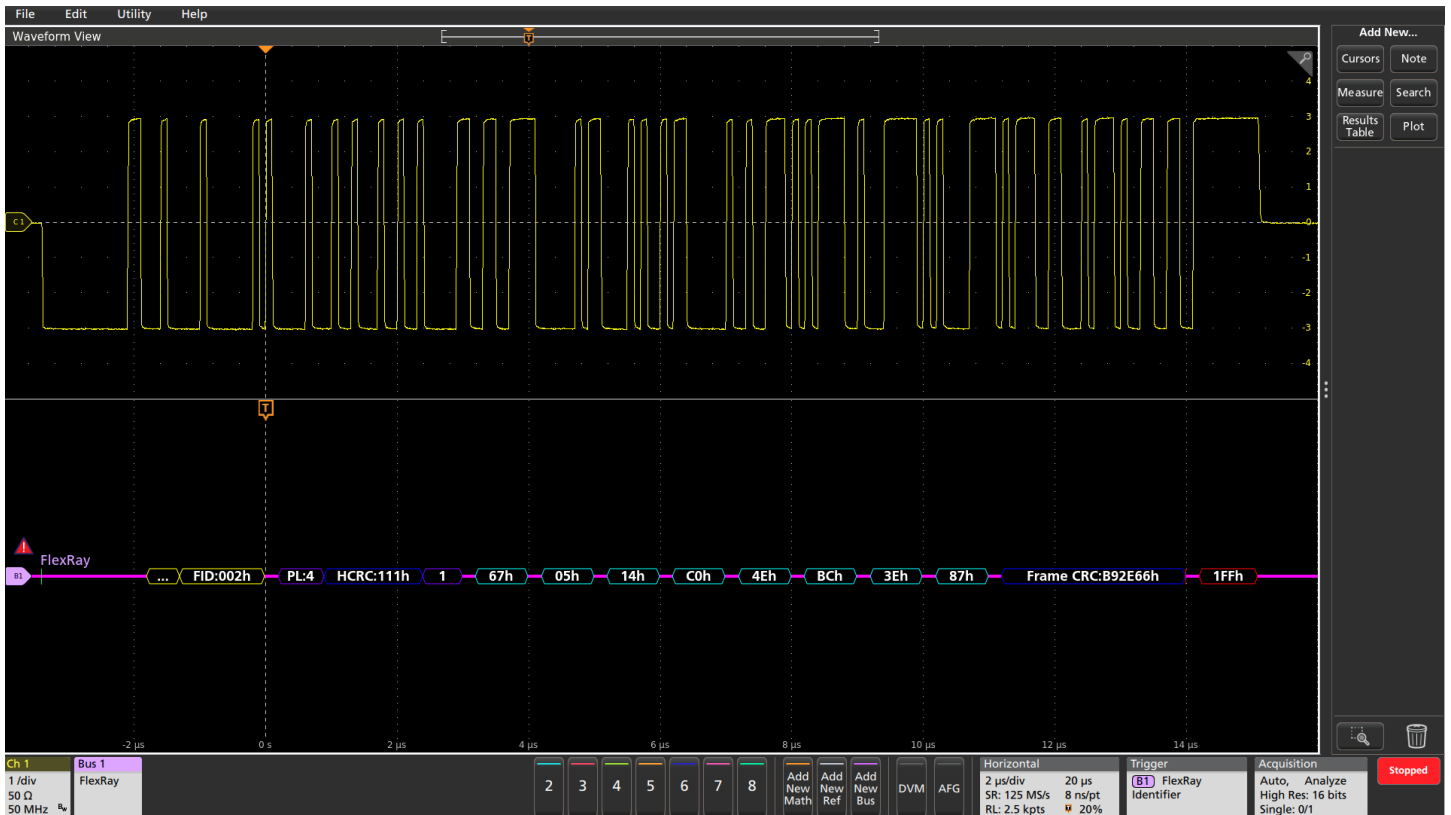 File Edit Utility Help
Waveform View
T
Add New...
Cursors Note
Measure Search
Results Table Plot
4
3
2
1
C1
0
-1
-2
-3
-4
T
FlexRay
B1 ... FID:002h PL:4 HCRC:111h 1 67h 05h 14h C0h 4Eh BCh 3Eh 87h Frame CRC:B92E66h 1FFh
-2 µs 0 s 2 µs 4 µs 6 µs 8 µs 10 µs 12 µs 14 µs
Ch 1
1 /div
50 Ω
50 MHz Bw
Bus 1
FlexRay
2 3 4 5 6 7 8
Add New Math
Add New Ref
Add New Bus
DVM AFG
Horizontal
2 µs/div 20 µs
SR: 125 MS/s 8 ns/pt
RL: 2.5 kpts T 20%
Trigger
B1 FlexRay
Identifier
Acquisition
Auto, Analyze
High Res: 16 bits
Single: 0/1
Stopped